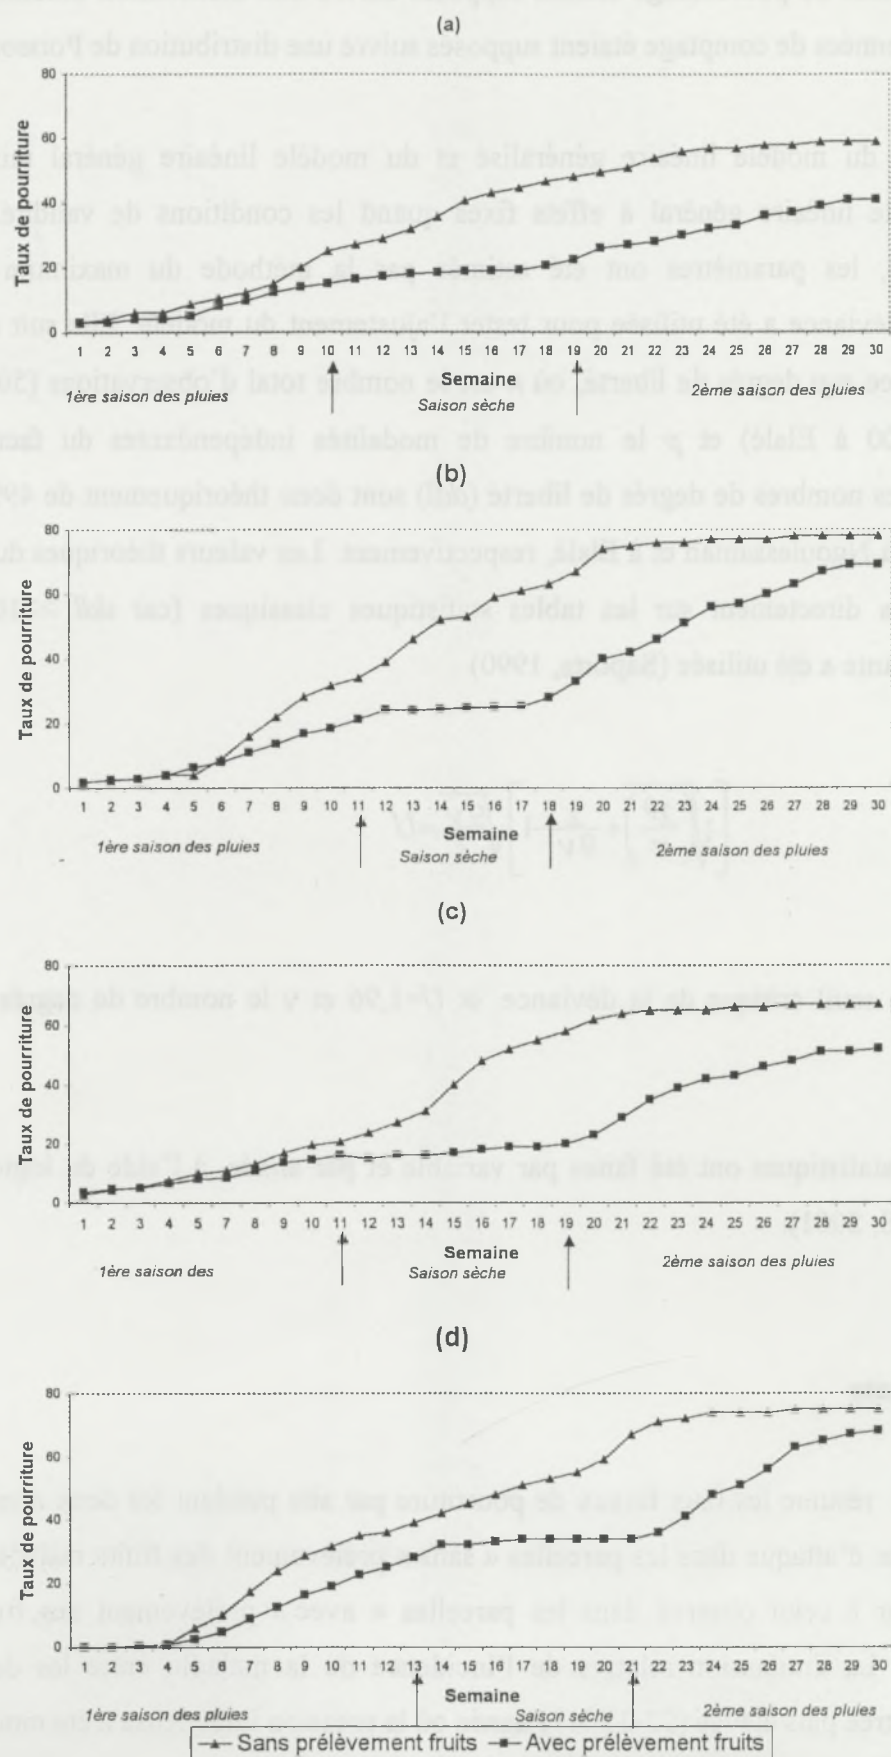 (a)
Taux de pourriture
80
60
40
20
0
1 2 3 4 5 6 7 8 9 10 11 12 13 14 15 16 17 18 19 20 21 22 23 24 25 26 27 28 29 30
Semaine
1ère saison des pluies
Saison sèche
2ème saison des pluies
(b)
Taux de pourriture
80
60
40
20
0
1 2 3 4 5 6 7 8 9 10 11 12 13 14 15 16 17 18 19 20 21 22 23 24 25 26 27 28 29 30
Semaine
1ère saison des pluies
Saison sèche
2ème saison des pluies
(c)
Taux de pourriture
80
60
40
20
0
1 2 3 4 5 6 7 8 9 10 11 12 13 14 15 16 17 18 19 20 21 22 23 24 25 26 27 28 29 30
Semaine
1ère saison des
Saison sèche
2ème saison des pluies
(d)
Taux de pourriture
80
60
40
20
0
1 2 3 4 5 6 7 8 9 10 11 12 13 14 15 16 17 18 19 20 21 22 23 24 25 26 27 28 29 30
Semaine
1ère saison des pluies
Saison sèche
2ème saison des pluies
Sans prélèvement fruits
Avec prélèvement fruits